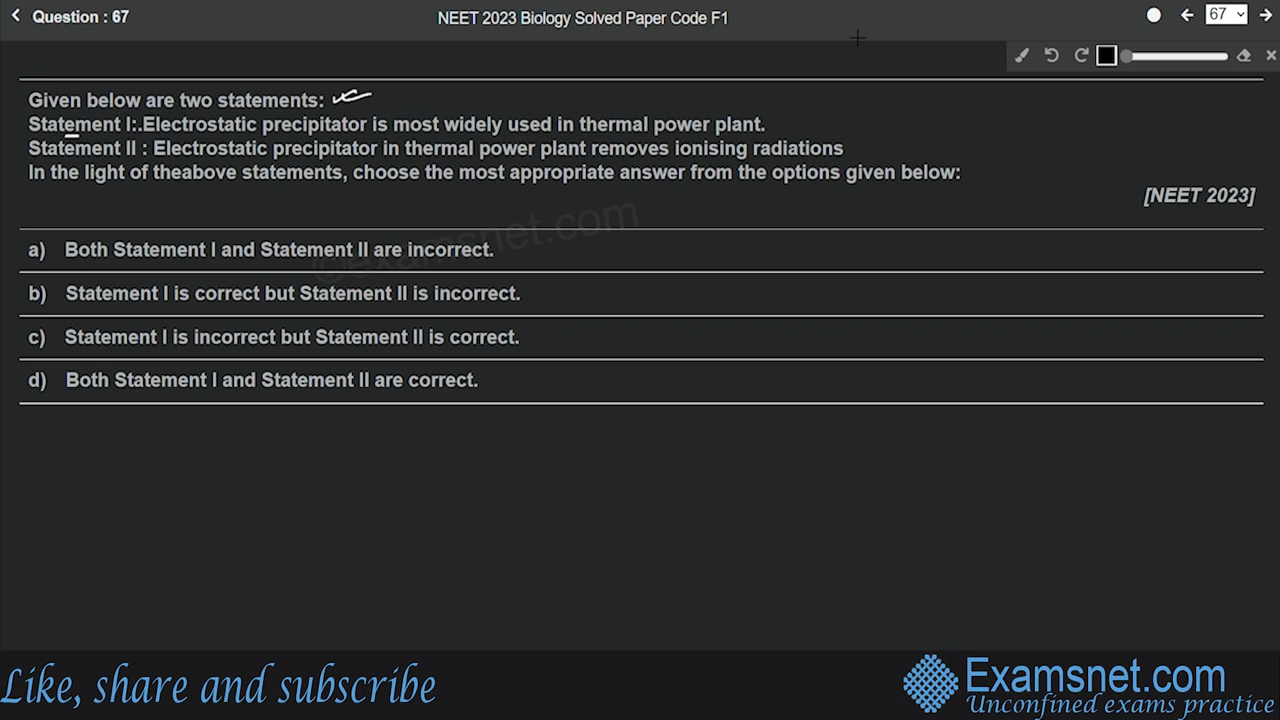 Question : 67
NEET 2023 Biology Solved Paper Code F1
67
Given below are two statements:
Statement I:.Electrostatic precipitator is most widely used in thermal power plant.
Statement II : Electrostatic precipitator in thermal power plant removes ionising radiations
In the light of theabove statements, choose the most appropriate answer from the options given below:
[NEET 2023]
©examsnet.com
a) Both Statement I and Statement II are incorrect.
b) Statement I is correct but Statement II is incorrect.
c) Statement I is incorrect but Statement II is correct.
d) Both Statement I and Statement II are correct.
Like, share and subscribe
Examsnet.com
Unconfined exams practice